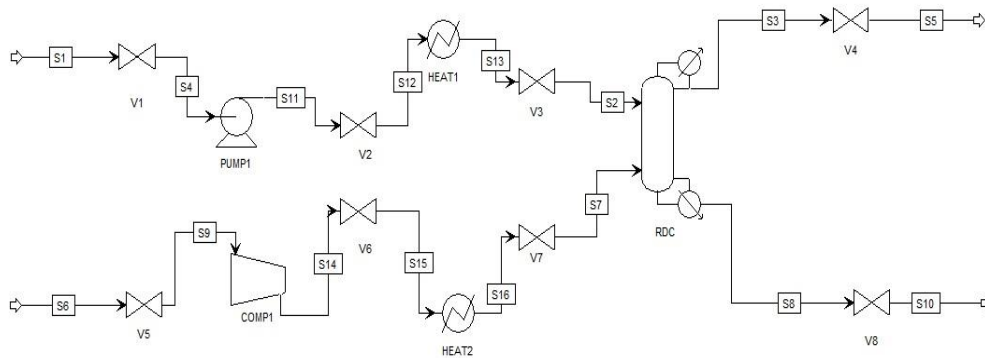 S1
V1
S4
PUMP1
S11
V2
S12
HEAT1
S13
V3
S2
S3
V4
S5
RDC
S6
V5
S9
COMP1
S14
V6
S15
HEAT2
S16
V7
S7
S8
V8
S10